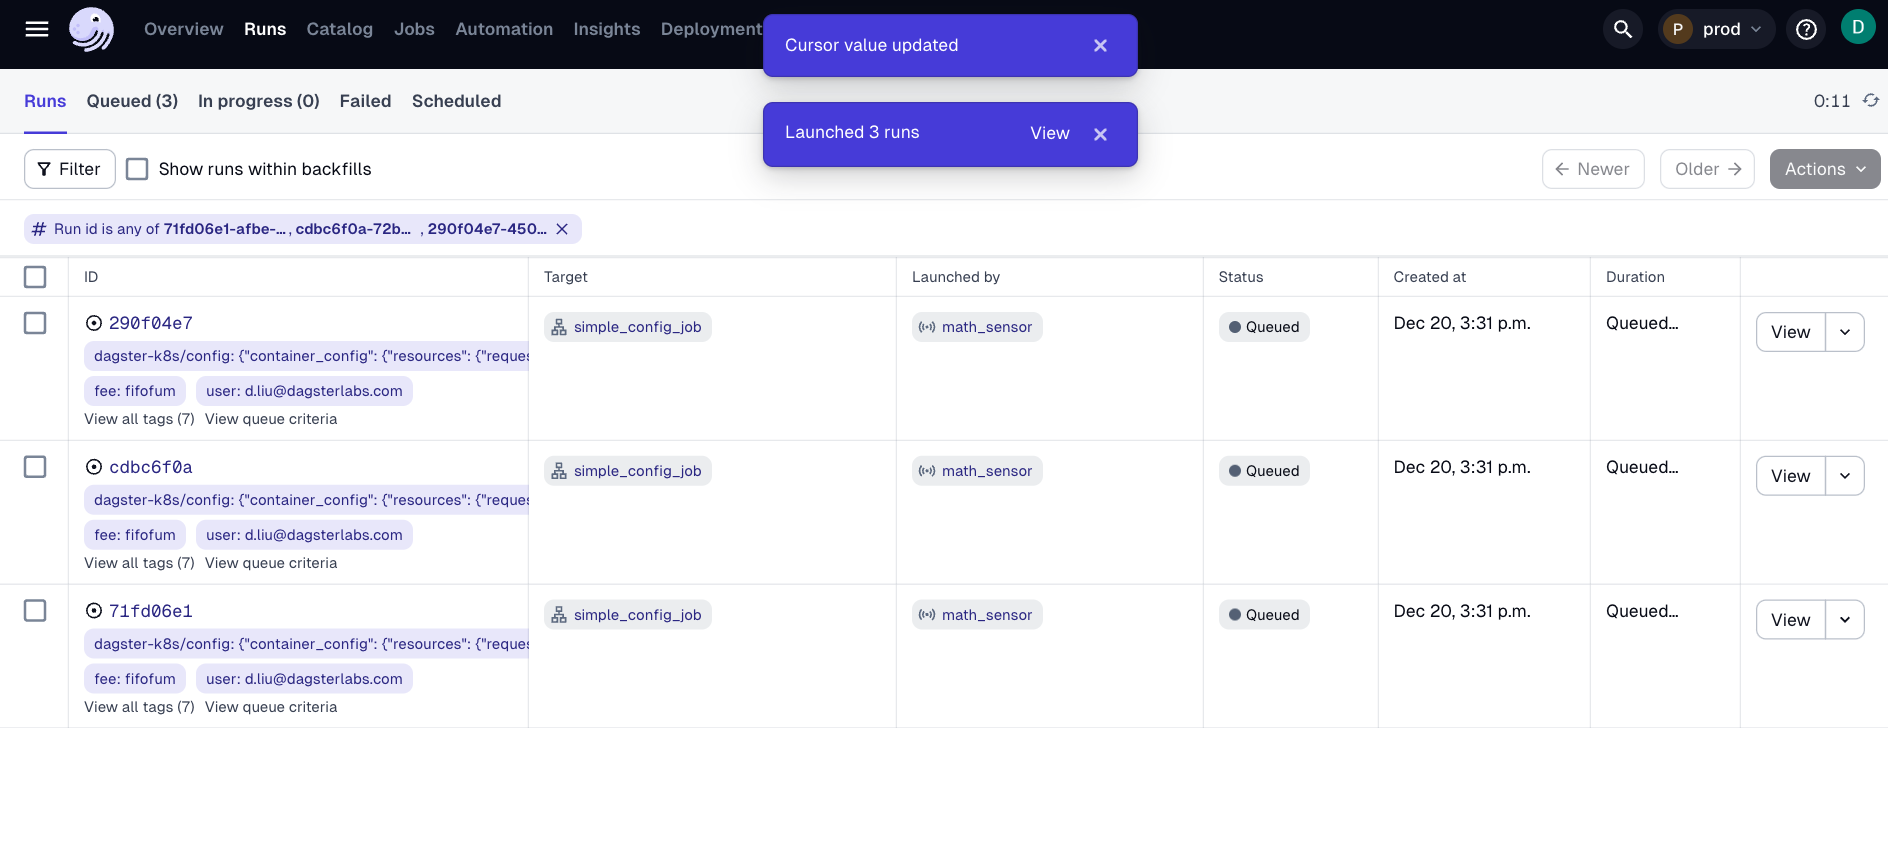 Overview Runs Catalog Jobs Automation Insights Deployment
P prod
D
Cursor value updated
Launched 3 runs View
Runs Queued (3) In progress (0) Failed Scheduled
0:11
Filter Show runs within backfills
Newer Older Actions
# Run id is any of 71fd06e1-afbe-..., cdbc6f0a-72b... , 290f04e7-450...
ID Target Launched by Status Created at Duration
290f04e7 simple_config_job math_sensor Queued Dec 20, 3:31 p.m. Queued... View
dagster-k8s/config: {"container_config": {"resources": {"reques
fee: fifofum user: d.liu@dagsterlabs.com
View all tags (7) View queue criteria
cdbc6f0a simple_config_job math_sensor Queued Dec 20, 3:31 p.m. Queued... View
dagster-k8s/config: {"container_config": {"resources": {"reques
fee: fifofum user: d.liu@dagsterlabs.com
View all tags (7) View queue criteria
71fd06e1 simple_config_job math_sensor Queued Dec 20, 3:31 p.m. Queued... View
dagster-k8s/config: {"container_config": {"resources": {"reques
fee: fifofum user: d.liu@dagsterlabs.com
View all tags (7) View queue criteria